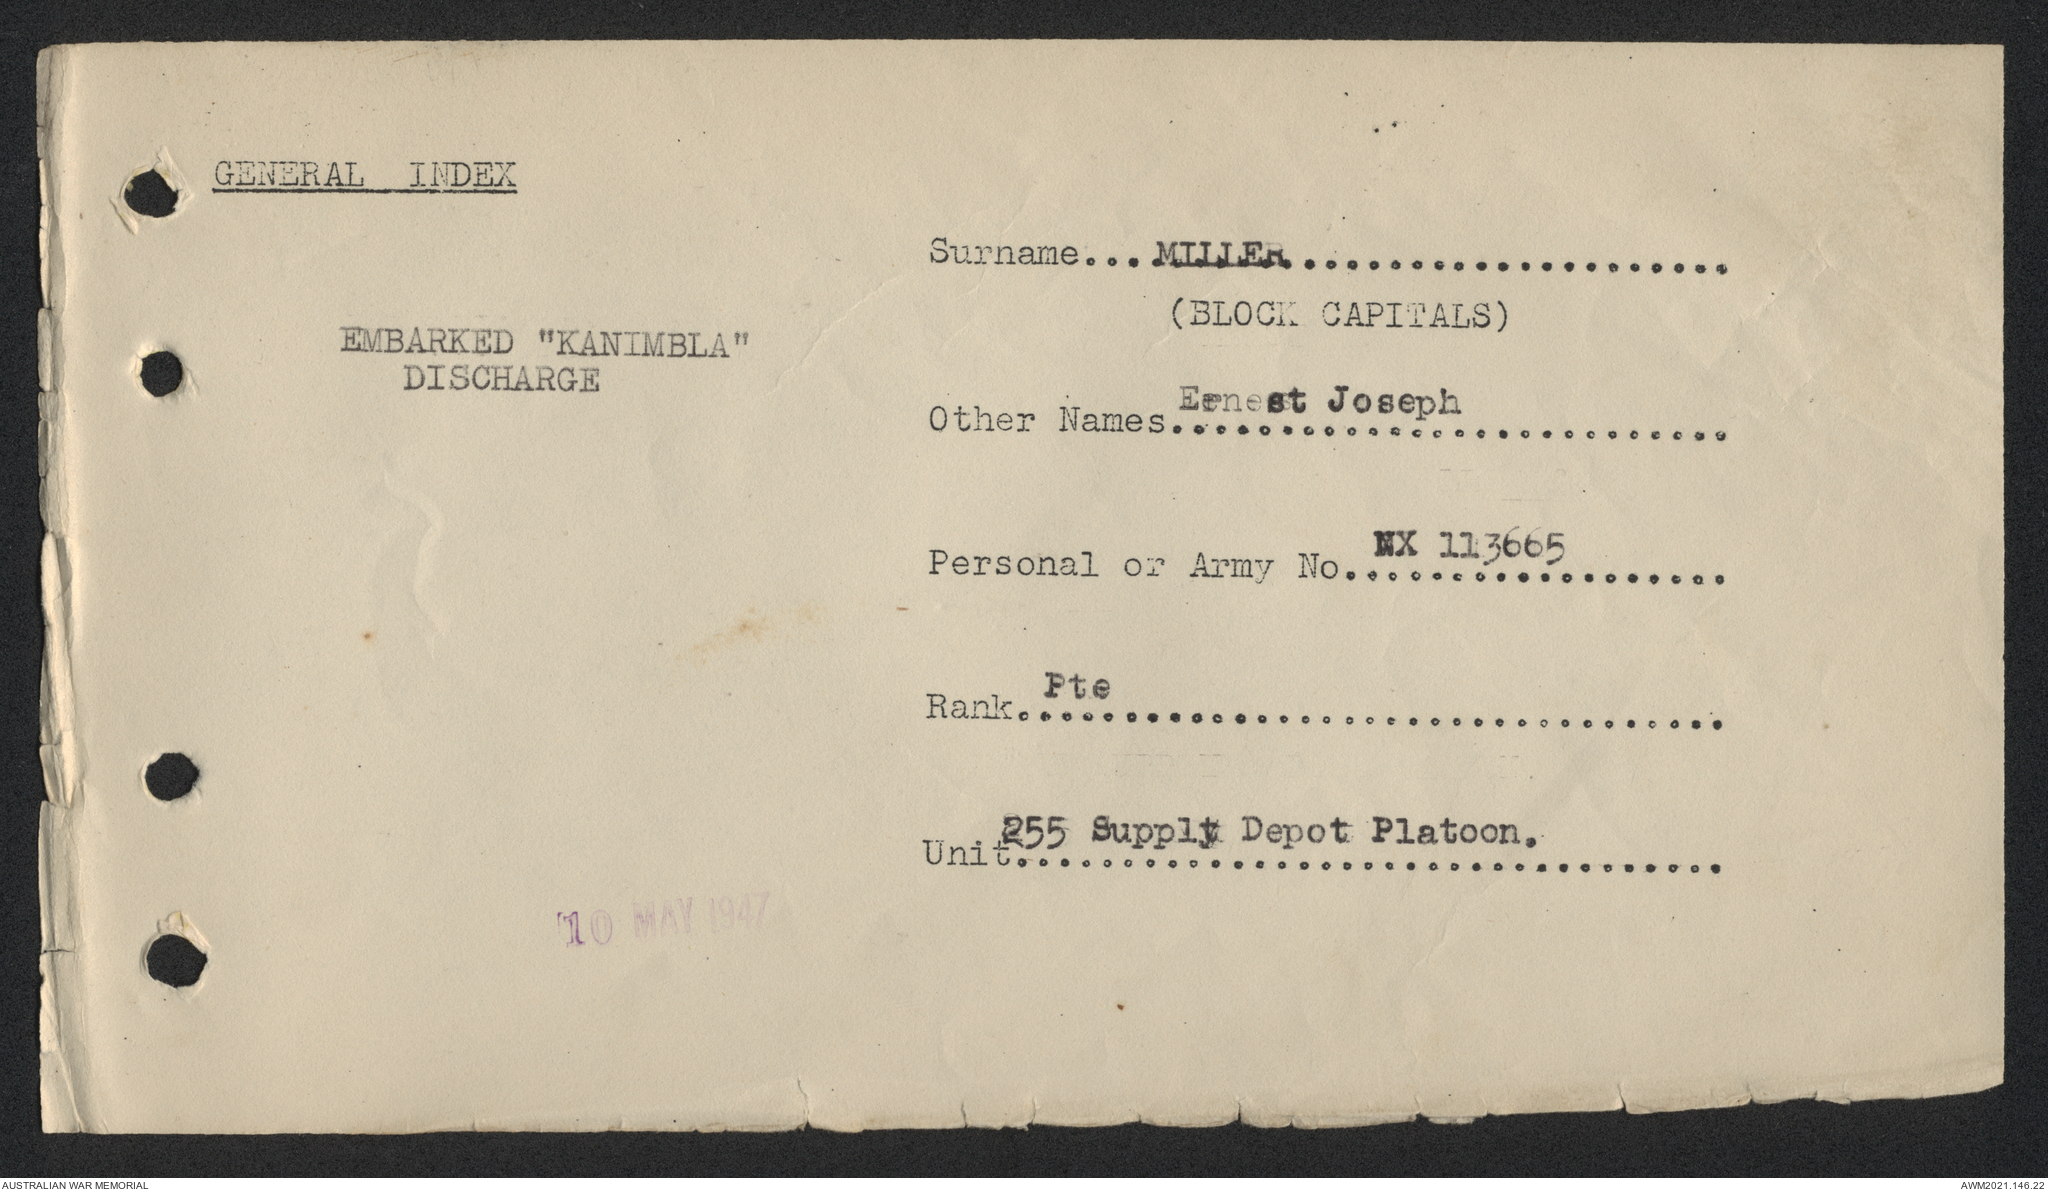 GENERAL INDEX
Surname...MILLER....................
(BLOCK CAPITALS)
EMBARKED "KANIMBLA"
DISCHARGE
Other Names Ernest Joseph..........................
Personal or Army No. NX 113665..................
Rank Pte.................................
Unit 255 Supply Depot Platoon.................................
10 MAY 1947
AUSTRALIAN WAR MEMORIAL
AWM2021.146.22